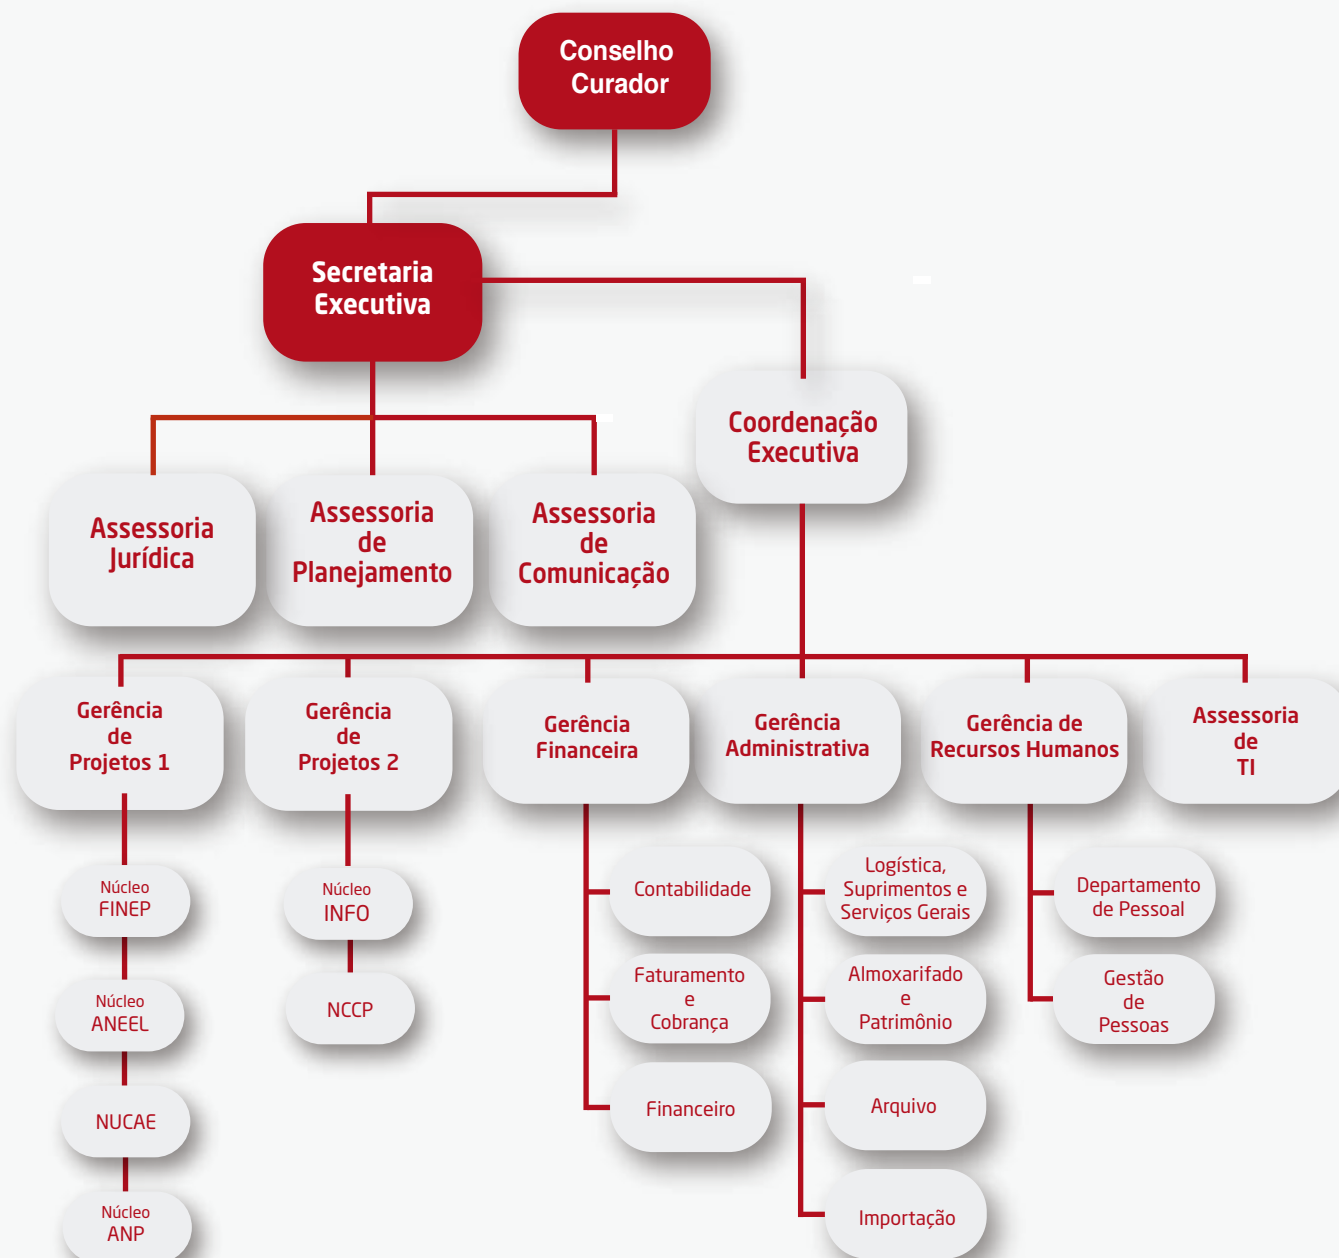 Conselho
Curador
Secretaria
Executiva
Coordenação
Executiva
Assessoria
Jurídica
Assessoria
de
Planejamento
Assessoria
de
Comunicação
Gerência
de
Projetos 1
Gerência
de
Projetos 2
Gerência
Financeira
Gerência
Administrativa
Gerência de
Recursos Humanos
Assessoria
de
TI
Núcleo
FINEP
Núcleo
ANEEL
NUCAE
Núcleo
ANP
Núcleo
INFO
NCCP
Contabilidade
Faturamento
e
Cobrança
Financeiro
Logística,
Suprimentos e
Serviços Gerais
Almoxarifado
e
Patrimônio
Arquivo
Importação
Departamento
de Pessoal
Gestão
de
Pessoas